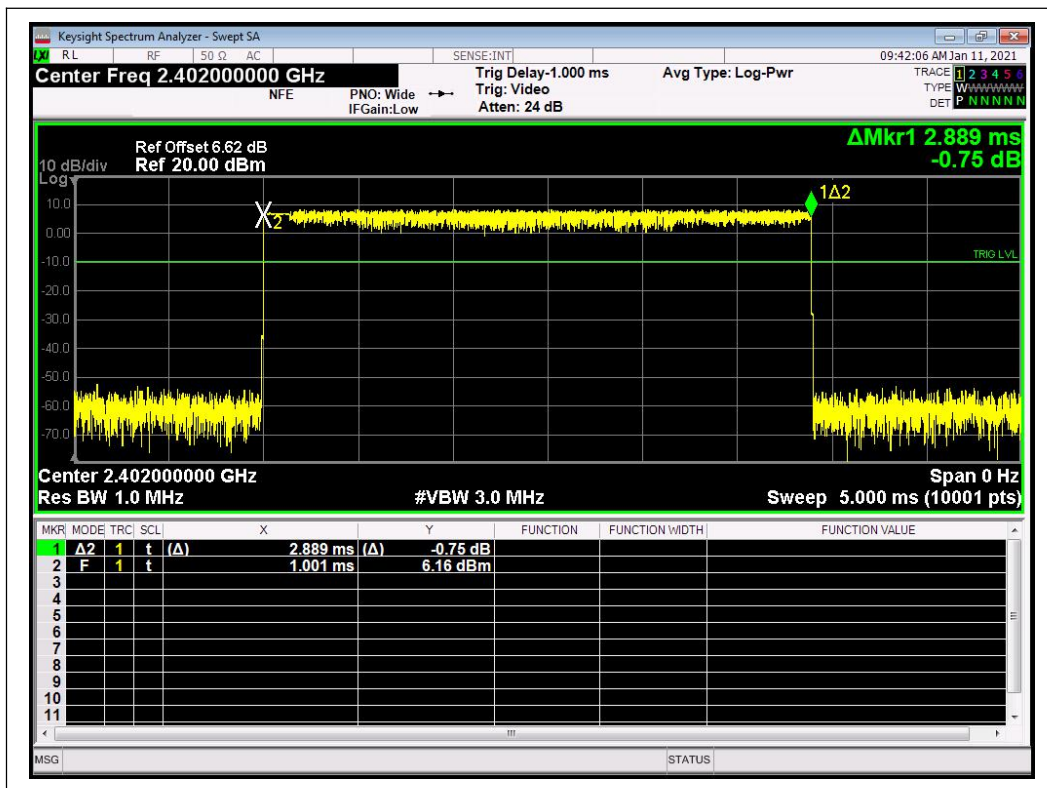 Keysight Spectrum Analyzer - Swept SA
LXI RL RF 50 Ω AC SENSE:INT 09:42:06 AM Jan 11, 2021
Center Freq 2.402000000 GHz
NFE
PNO: Wide
IFGain:Low
Trig Delay-1.000 ms
Trig: Video
Atten: 24 dB
Avg Type: Log-Pwr
TRACE 1 2 3 4 5 6
TYPE WWWWWW
DET P N N N N N
ΔMkr1 2.889 ms
-0.75 dB
Ref Offset 6.62 dB
10 dB/div Ref 20.00 dBm
Log
1Δ2
10.0
2
0.00
TRIG LVL
-10.0
-20.0
-30.0
-40.0
-50.0
-60.0
-70.0
Center 2.402000000 GHz Span 0 Hz
Res BW 1.0 MHz #VBW 3.0 MHz Sweep 5.000 ms (10001 pts)
MKR MODE TRC SCL X Y FUNCTION FUNCTION WIDTH FUNCTION VALUE
1 Δ2 1 t (Δ) 2.889 ms (Δ) -0.75 dB
2 F 1 t 1.001 ms 6.16 dBm
3
4
5
6
7
8
9
10
11
MSG STATUS